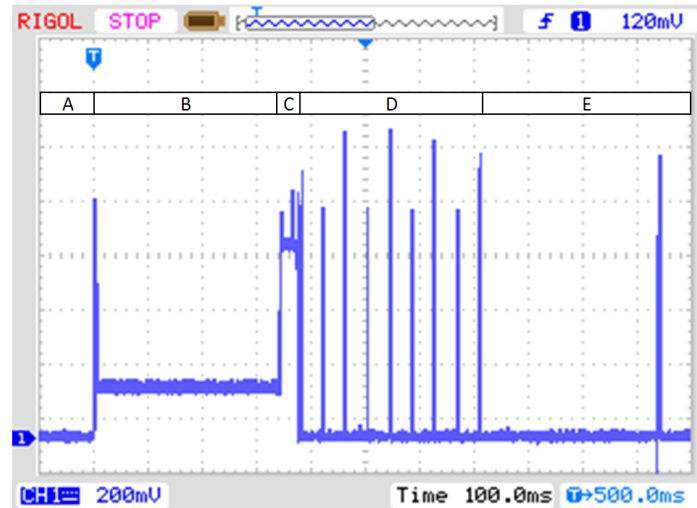 RIGOL STOP T 1 120mV
T
A B C D E
1
CH1 200mV Time 100.0ms T→500.0ms